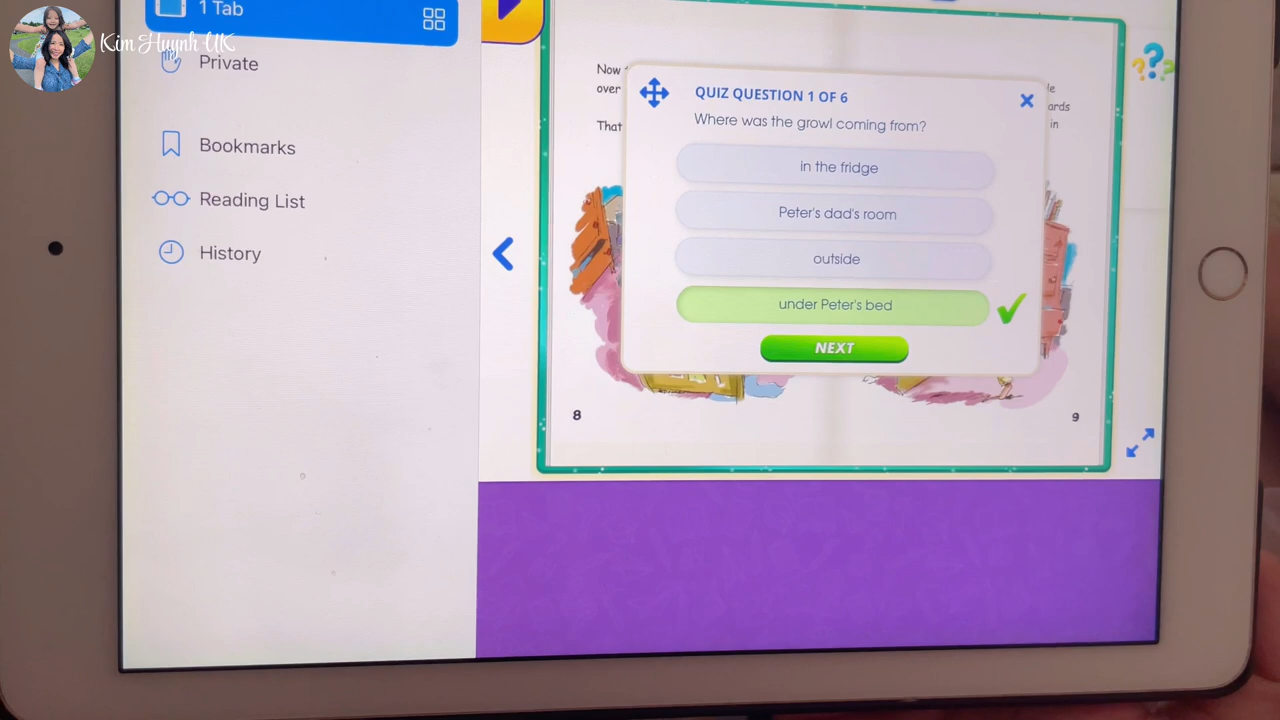 Kim Huynh UK
1 Tab
Private
Bookmarks
Reading List
History
Now
over
ards
That
in
QUIZ QUESTION 1 OF 6
Where was the growl coming from?
in the fridge
Peter's dad's room
outside
under Peter's bed
NEXT
8
9
???